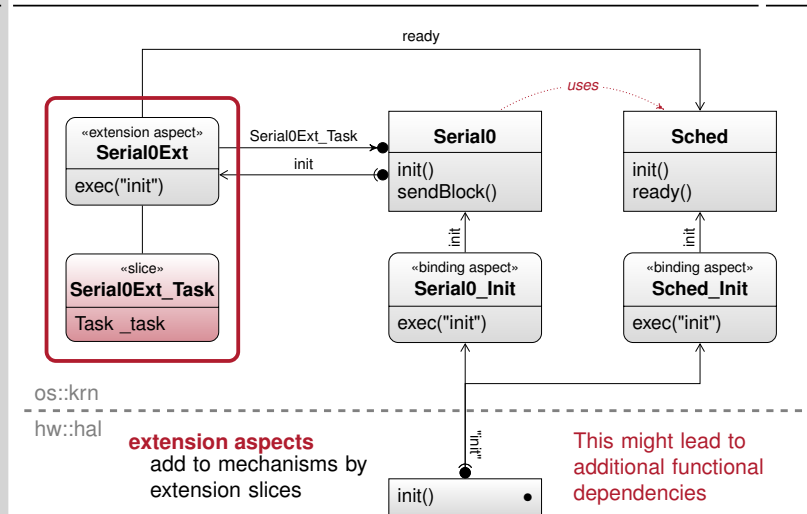 ready
uses
«extension aspect»
Serial0Ext
exec("init")
Serial0Ext_Task
init
Serial0
init()
sendBlock()
Sched
init()
ready()
«slice»
Serial0Ext_Task
Task _task
init
«binding aspect»
Serial0_Init
exec("init")
init
«binding aspect»
Sched_Init
exec("init")
os::krn
hw::hal
extension aspects
add to mechanisms by
extension slices
"init"
init()
This might lead to
additional functional
dependencies